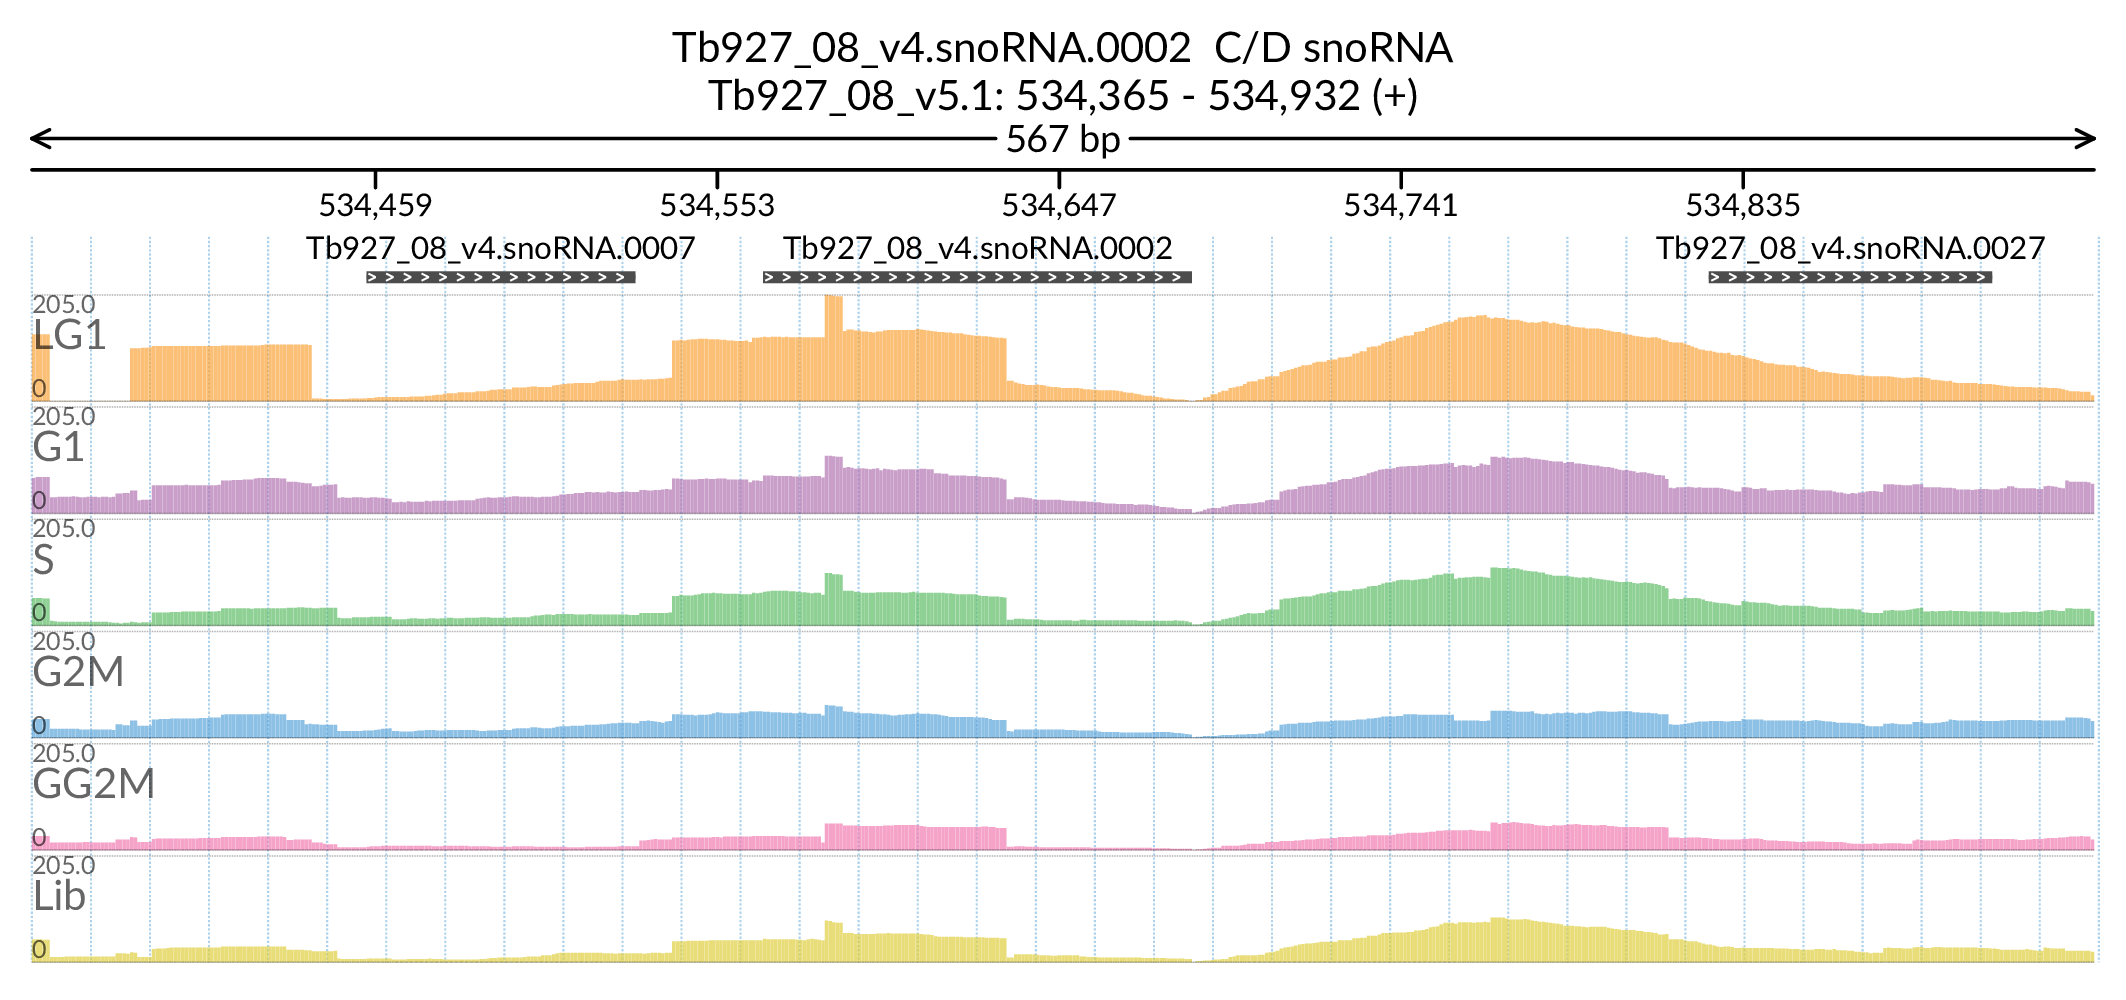 Tb927_08_v4.snoRNA.0002 C/D snoRNA
Tb927_08_v5.1: 534,365 - 534,932 (+)
567 bp
534,459 534,553 534,647 534,741 534,835
Tb927_08_v4.snoRNA.0007 Tb927_08_v4.snoRNA.0002 Tb927_08_v4.snoRNA.0027
205.0
LG1
0
205.0
G1
0
205.0
S
0
205.0
G2M
0
205.0
GG2M
0
205.0
Lib
0